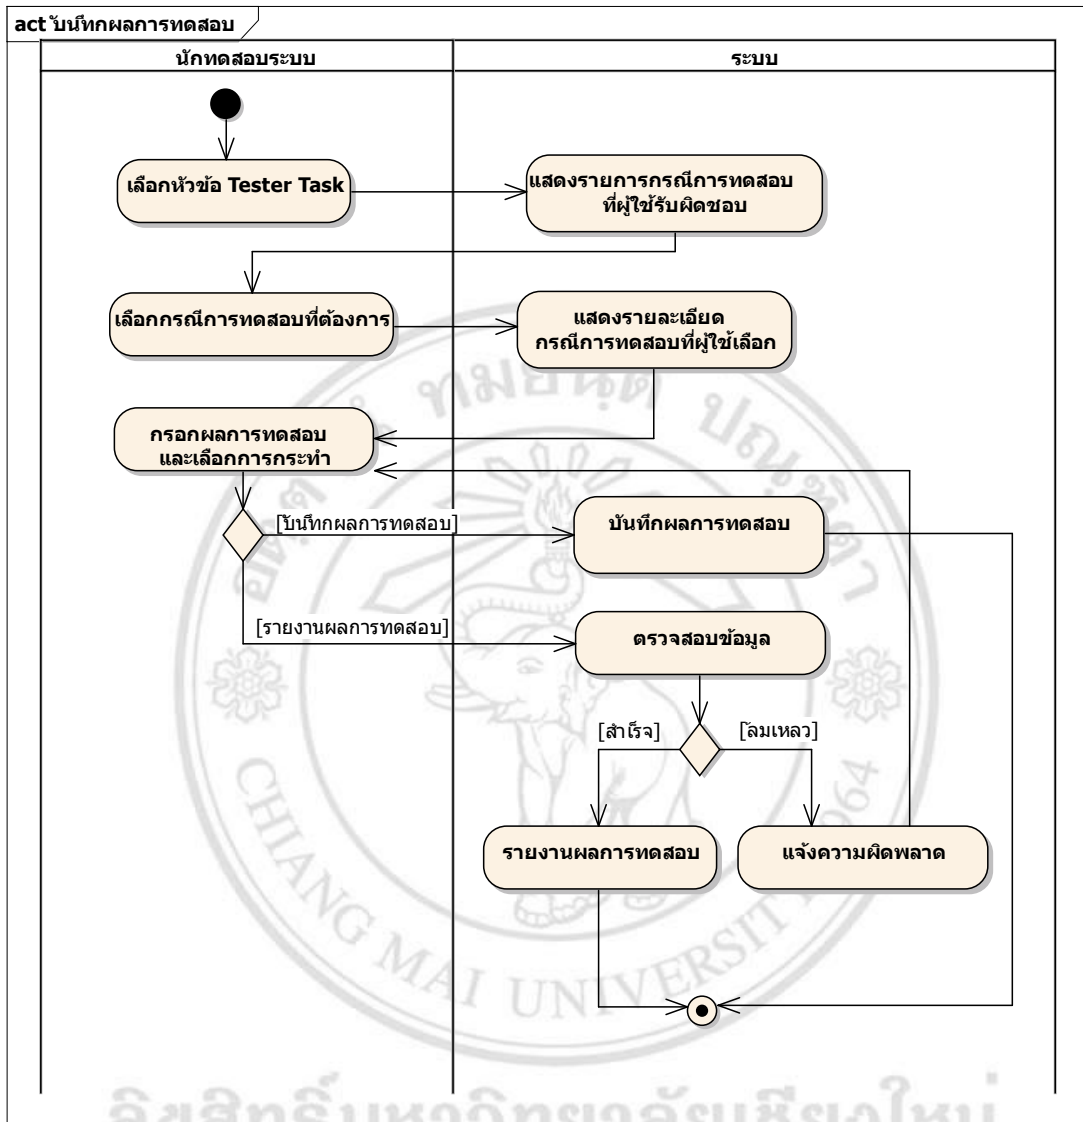 act บันทึกผลการทดสอบ
นักทดสอบระบบ
ระบบ
เลือกหัวข้อ Tester Task
แสดงรายการกรณีการทดสอบ
ที่ผู้ใช้รับผิดชอบ
เลือกกรณีการทดสอบที่ต้องการ
แสดงรายละเอียด
กรณีการทดสอบที่ผู้ใช้เลือก
กรอกผลการทดสอบ
และเลือกการกระทำ
[บันทึกผลการทดสอบ]
บันทึกผลการทดสอบ
[รายงานผลการทดสอบ]
ตรวจสอบข้อมูล
[สำเร็จ]
[ล้มเหลว]
รายงานผลการทดสอบ
แจ้งความผิดพลาด
CHIANG MAI UNIVERSITY 1964
ลิขสิทธิ์มหาวิทยาลัยเชียงใหม่